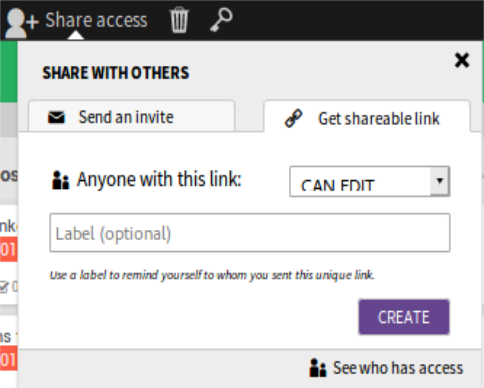 Share access
SHARE WITH OTHERS
Send an invite
Get shareable link
os
Anyone with this link:
CAN EDIT
nk
01
Label (optional)
Use a label to remind yourself to whom you sent this unique link.
0
CREATE
ns
01
See who has access